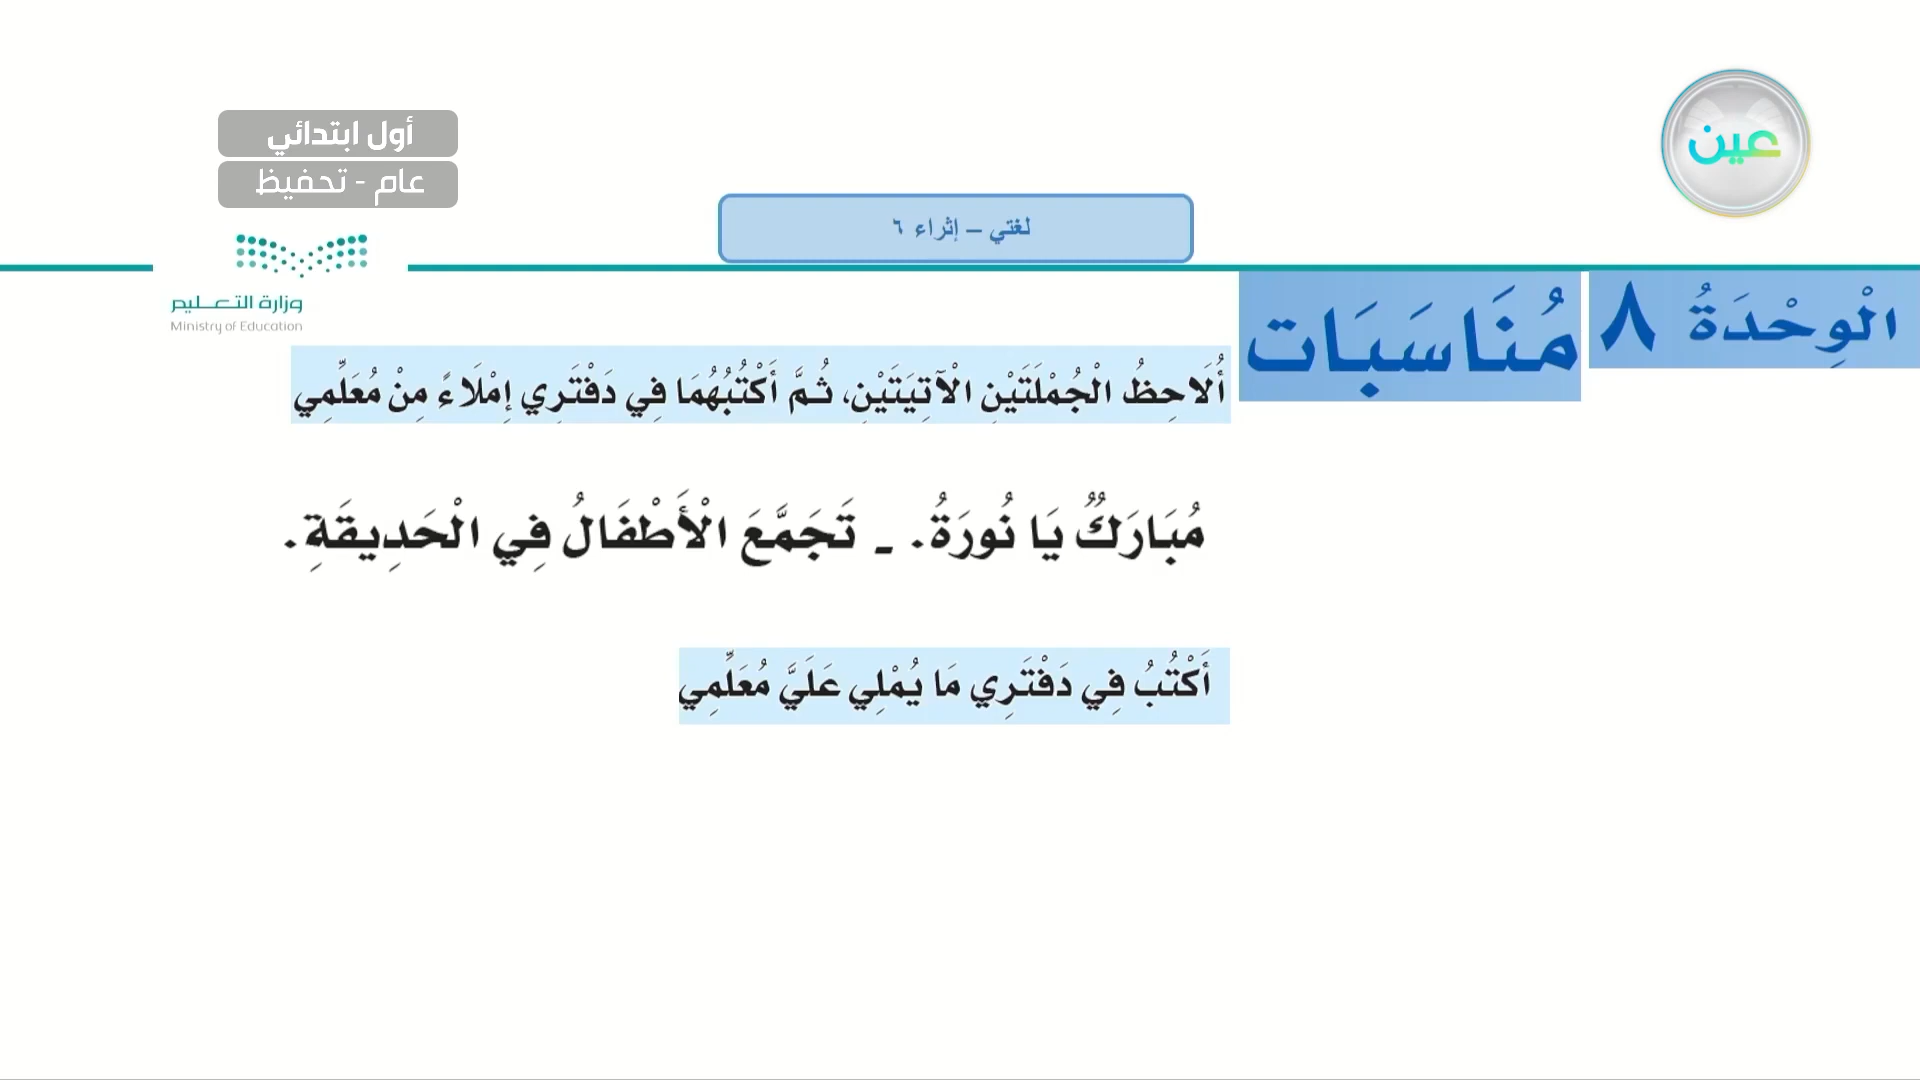 عين
أول ابتدائي
عام - تحفيظ
لغتي – إثراء ٦
وزارة التعليم
Ministry of Education
الْوِحْدَةُ ٨
مُنَاسَبَات
أُلَاحِظُ الْجُمْلَتَيْنِ الْآتِيَتَيْنِ، ثُمَّ أَكْتُبُهُمَا فِي دَفْتَرِي إِمْلَاءً مِنْ مُعَلِّمِي
مُبَارَكٌ يَا نُورَةُ. ـ تَجَمَّعَ الْأَطْفَالُ فِي الْحَدِيقَةِ.
أَكْتُبُ فِي دَفْتَرِي مَا يُمْلِي عَلَيَّ مُعَلِّمِي